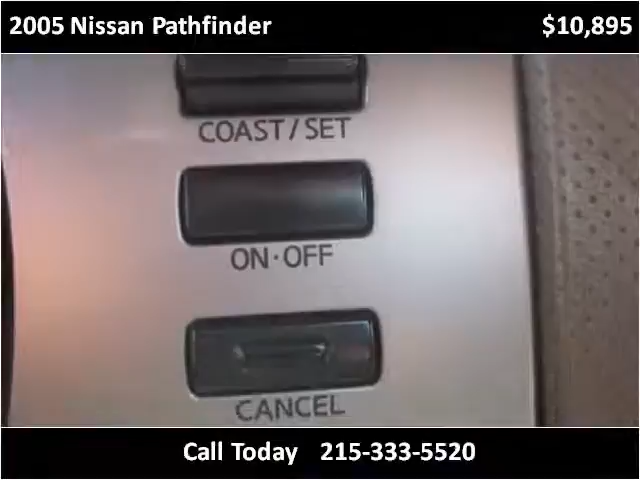 2005 Nissan Pathfinder $10,895
COAST/SET
ON·OFF
CANCEL
Call Today 215-333-5520